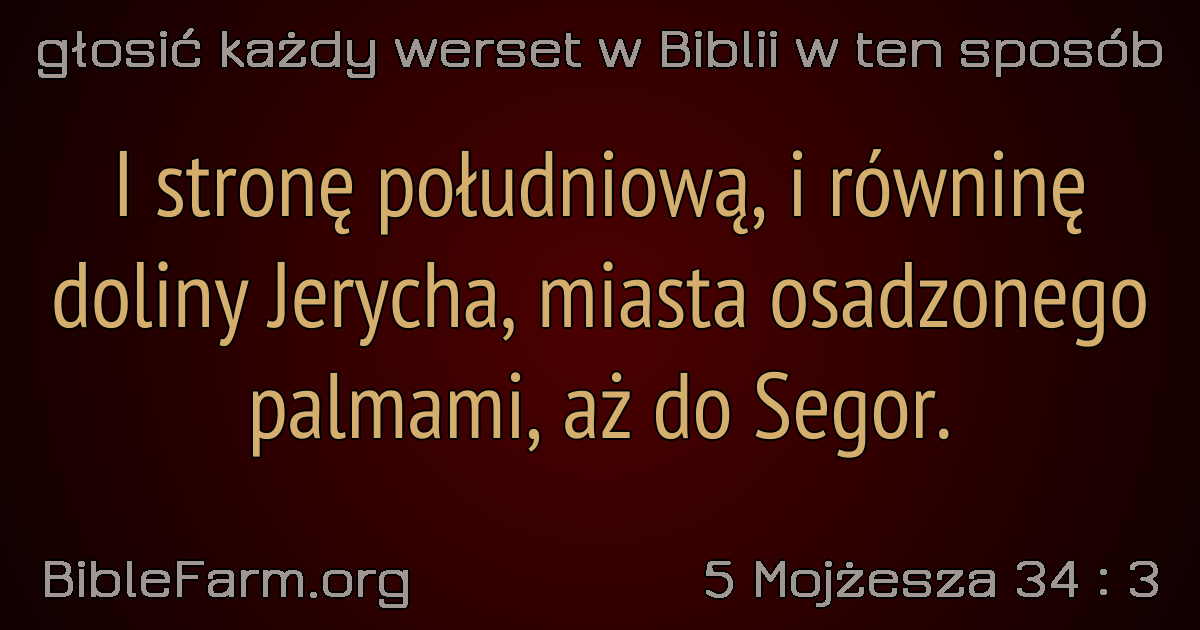 głosić każdy werset w Biblii w ten sposób
I stronę południową, i równinę
doliny Jerycha, miasta osadzonego
palmami, aż do Segor.
BibleFarm.org
5 Mojżesza 34 : 3